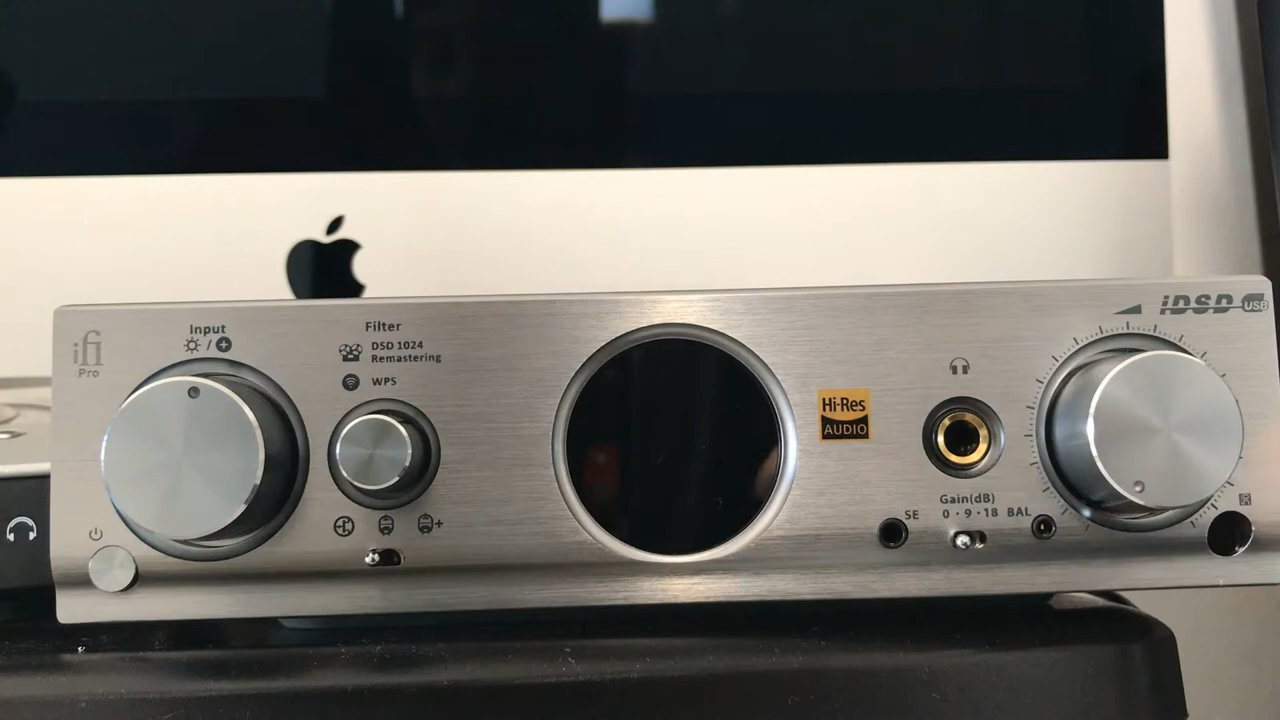 ifi
Pro
Input
/ +
Filter
DSD 1024
Remastering
WPS
+
Hi-Res
AUDIO
Gain(dB)
SE
0 · 9 · 18
BAL
iDSD
USB
IR